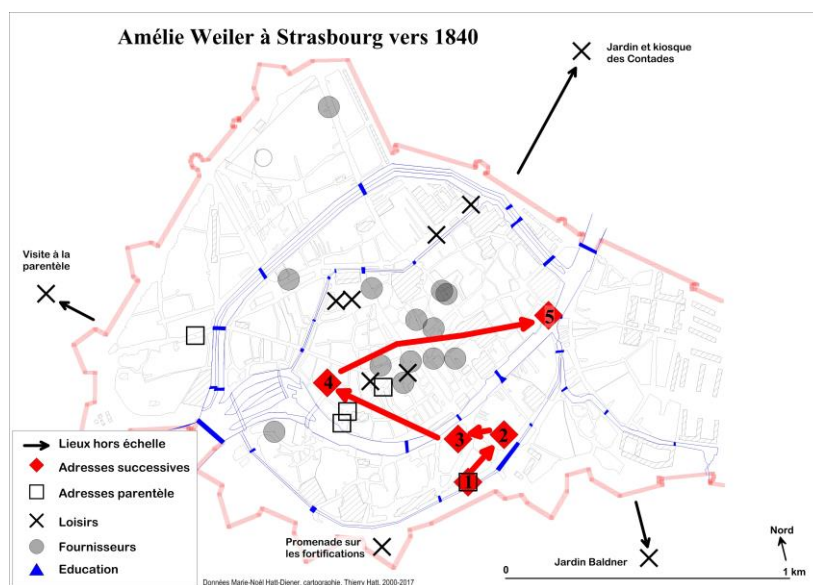 Amélie Weiler à Strasbourg vers 1840
Jardin et kiosque
des Contades
Visite à la
parentèle
5
4
3
2
1
Lieux hors échelle
Adresses successives
Adresses parentèle
Loisirs
Fournisseurs
Education
Promenade sur
les fortifications
Jardin Baldner
Nord
0
1 km
Données Marie-Noël Hatt-Diener, cartographie, Thierry Hatt, 2000-2017